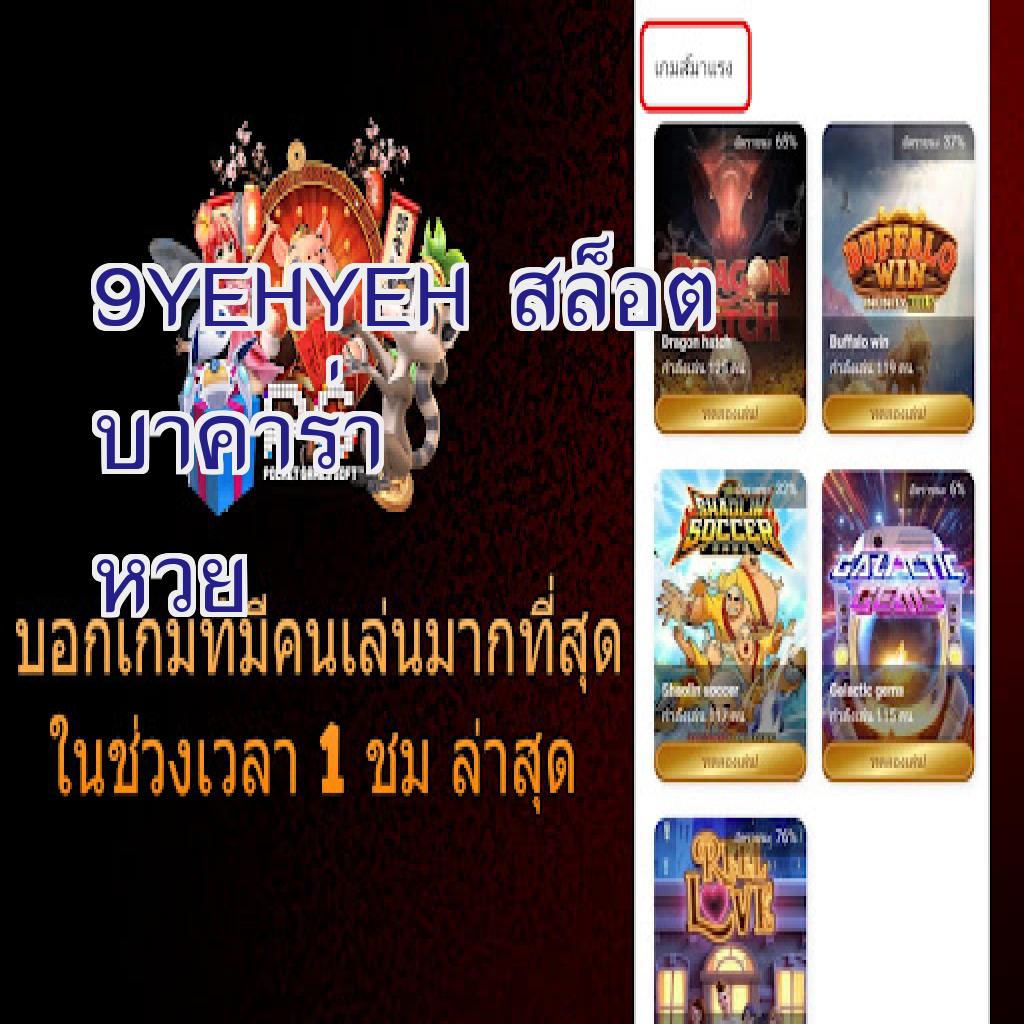 9YEHYEH สล็อต
บาคาร่า
หวย
POCKET GAMES SOFT
บอกเกมที่มีคนเล่นมากที่สุด
ในช่วงเวลา 1 ชม ล่าสุด
เกมส์มาแรง
อัตราชนะ 68%
DRAGON
HATCH
Dragon hatch
กำลังเล่น 125 คน
ทดลองเล่น!
อัตราชนะ 37%
BUFFALO
WIN
Buffalo win
กำลังเล่น 119 คน
ทดลองเล่น!
SHAOLIN
SOCCER
Shaolin soccer
กำลังเล่น 117 คน
ทดลองเล่น!
อัตราชนะ 6%
GALACTIC
GEMS
Galactic gems
กำลังเล่น 115 คน
ทดลองเล่น!
อัตราชนะ 76%
REEL
LOVE